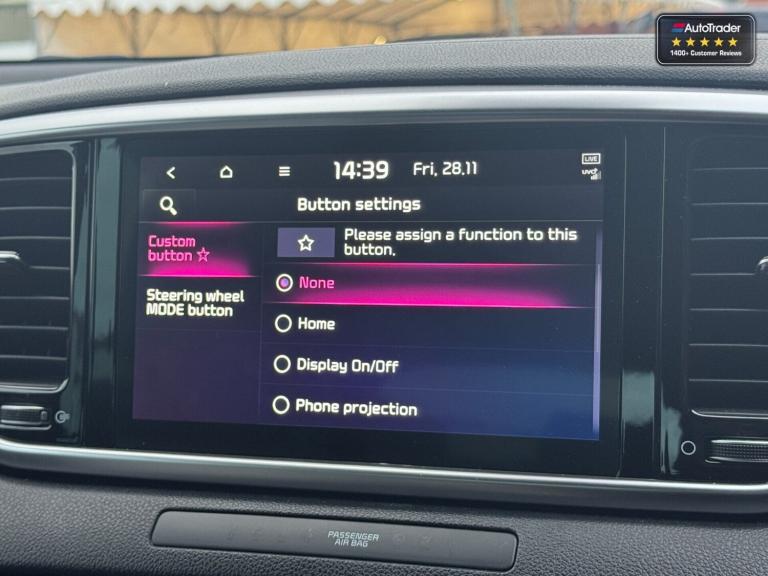 AutoTrader
1400+ Customer Reviews
14:39 Fri, 28.11
LIVE
UVO
Button settings
Custom
button ☆
Please assign a function to this
button.
None
Steering wheel
MODE button
Home
Display On/Off
Phone projection
PASSENGER
AIR BAG